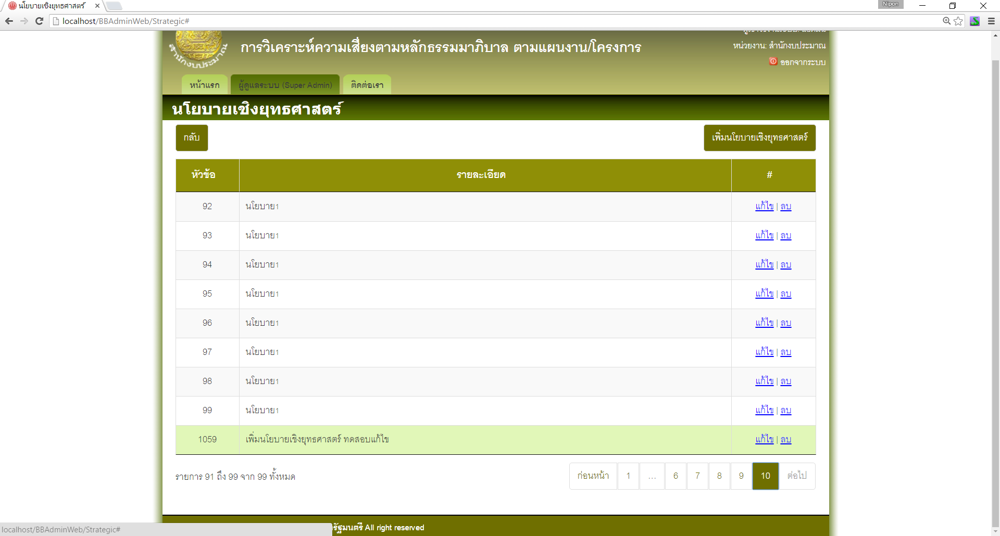 นโยบายเชิงยุทธศาสตร์
Nipon
localhost/BBAdminWeb/Strategic#
สำนักงบประมาณ
การวิเคราะห์ความเสี่ยงตามหลักธรรมมาภิบาล ตามแผนงาน/โครงการ
หน่วยงาน: สำนักงบประมาณ
ออกจากระบบ
หน้าแรก ผู้ดูแลระบบ (Super Admin) ติดต่อเรา
นโยบายเชิงยุทธศาสตร์
กลับ เพิ่มนโยบายเชิงยุทธศาสตร์
หัวข้อ รายละเอียด #
92 นโยบาย1 แก้ไข | ลบ
93 นโยบาย1 แก้ไข | ลบ
94 นโยบาย1 แก้ไข | ลบ
95 นโยบาย1 แก้ไข | ลบ
96 นโยบาย1 แก้ไข | ลบ
97 นโยบาย1 แก้ไข | ลบ
98 นโยบาย1 แก้ไข | ลบ
99 นโยบาย1 แก้ไข | ลบ
1059 เพิ่มนโยบายเชิงยุทธศาสตร์ ทดสอบแก้ไข แก้ไข | ลบ
รายการ 91 ถึง 99 จาก 99 ทั้งหมด ก่อนหน้า 1 … 6 7 8 9 10 ต่อไป
รัฐมนตรี All right reserved
localhost/BBAdminWeb/Strategic#